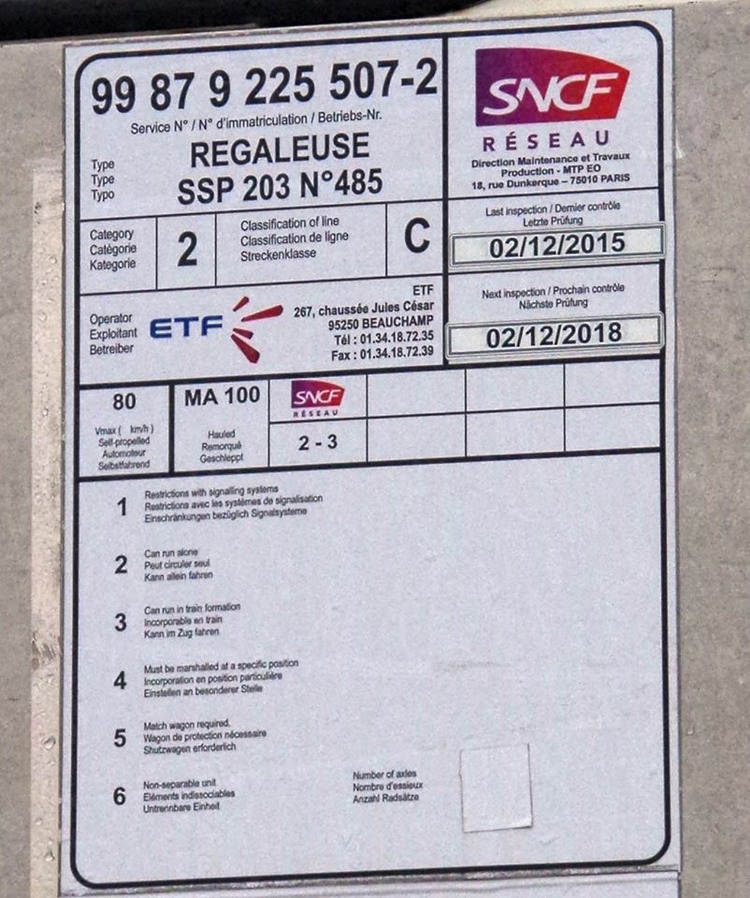 99 87 9 225 507-2
Service N° / N° d'immatriculation / Betriebs-Nr.
Type
Type
Typo
REGALEUSE
SSP 203 N°485
SNCF
RÉSEAU
Direction Maintenance et Travaux
Production - MTP EO
18, rue Dunkerque – 75010 PARIS
Category
Catègorie
Kategorie
2
Classification of line
Classification de ligne
Streckenklasse
C
Last inspection / Dernier contrôle
Letzte Prüfung
02/12/2015
Operator
Exploitant
Betreiber
ETF
ETF
267, chaussée Jules César
95250 BEAUCHAMP
Tél : 01.34.18.72.35
Fax : 01.34.18.72.39
Next inspection / Prochain contrôle
Nächste Prüfung
02/12/2018
80
Vmax ( km/h )
Self-propelled
Automoteur
Selbstfahrend
MA 100
Hauled
Remorqué
Geschleppt
SNCF
RÉSEAU
2 - 3
1
Restrictions with signalling systems
Restrictions avec les systèmes de signalisation
Einschränkungen bezüglich Signalsysteme
2
Can run alone
Peut circuler seul
Kann allein fahren
3
Can run in train formation
Incorporable en train
Kann im Zug fahren
4
Must be marshalled at a specific position
Incorporation en position particulière
Einstellen an besonderer Stelle
5
Match wagon required.
Wagon de protection nécessaire
Shutzwagen erforderlich
6
Non-separable unit
Eléments indissociables
Untrennbare Einheit
Number of axles
Nombre d'essieux
Anzahl Radsätze